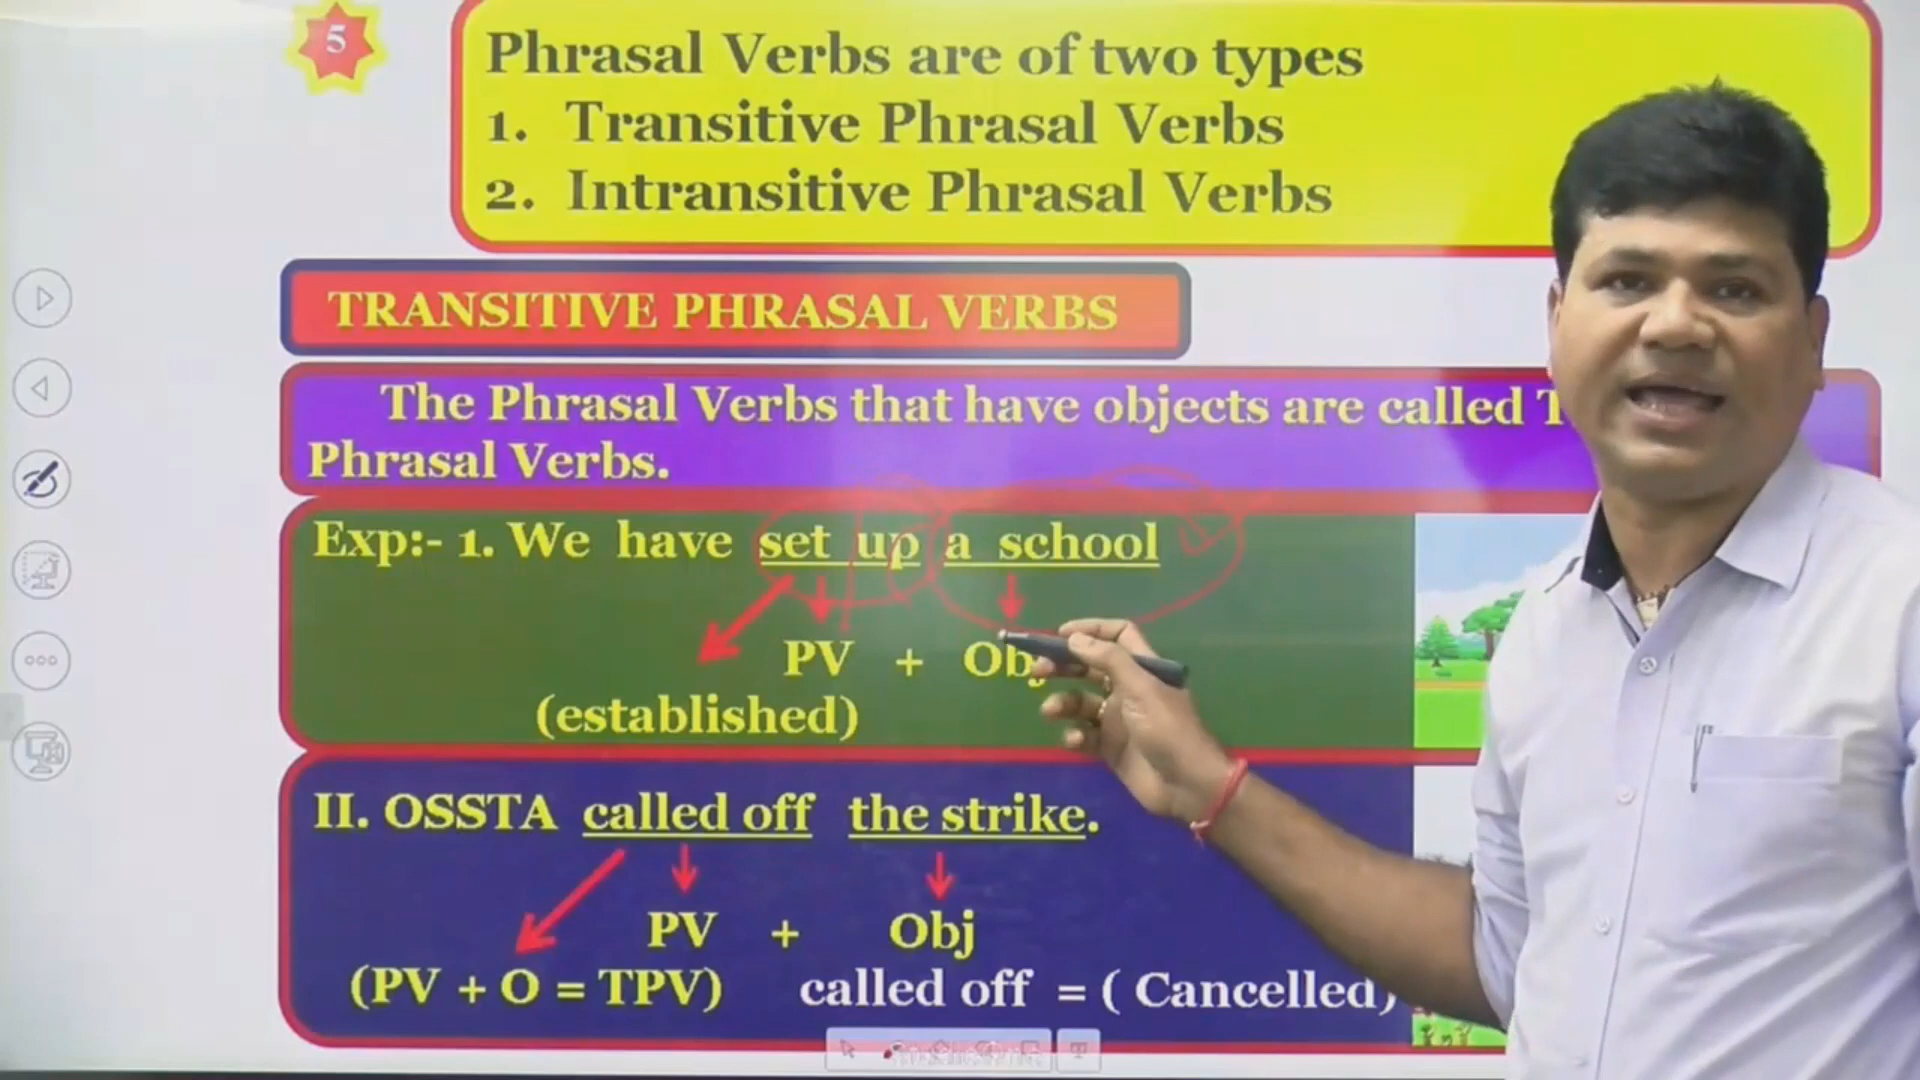 5
Phrasal Verbs are of two types
1. Transitive Phrasal Verbs
2. Intransitive Phrasal Verbs
TRANSITIVE PHRASAL VERBS
The Phrasal Verbs that have objects are called T
Phrasal Verbs.
Exp:- 1. We have set up a school
PV + Obj
(established)
II. OSSTA called off the strike.
PV + Obj
(PV + O = TPV) called off = ( Cancelled)